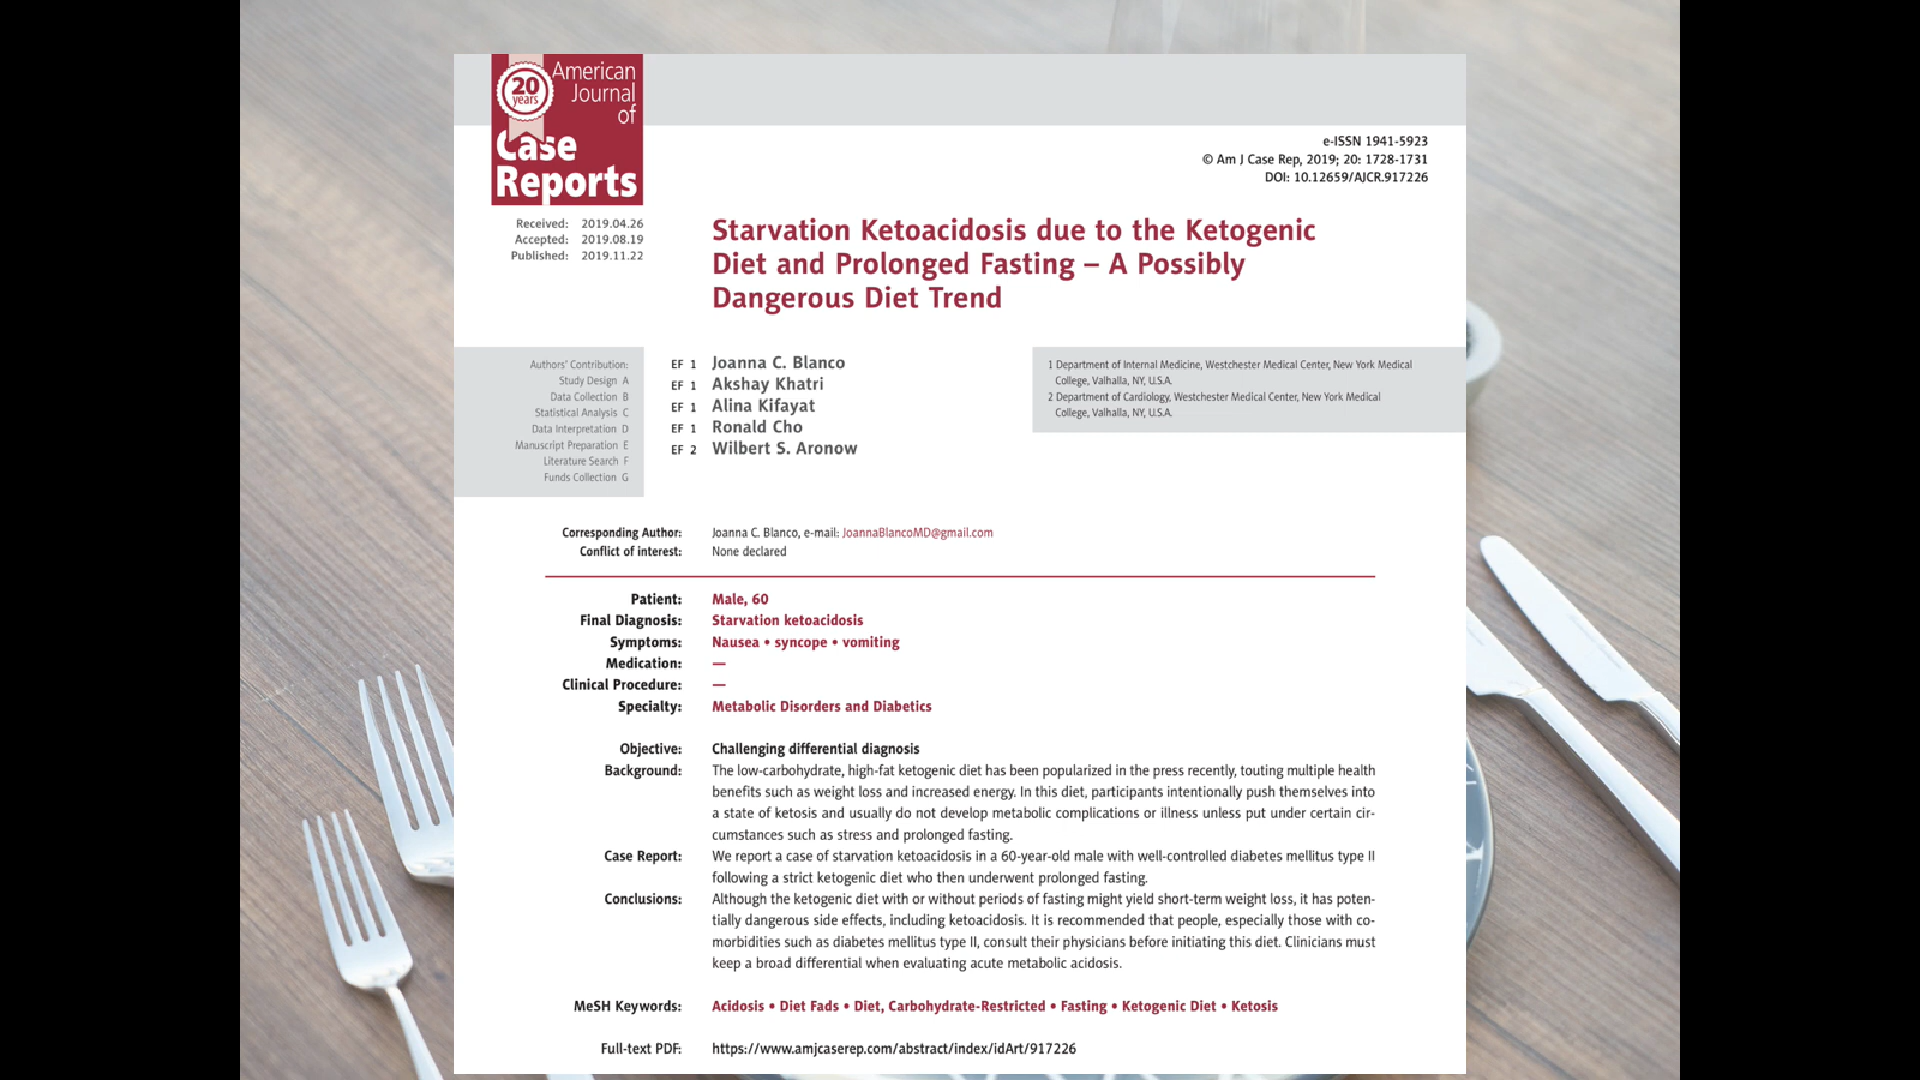 20
years
American
Journal
of
Case
Reports
e-ISSN 1941-5923
© Am J Case Rep, 2019; 20: 1728-1731
DOI: 10.12659/AJCR.917226
Received: 2019.04.26
Accepted: 2019.08.19
Published: 2019.11.22
Starvation Ketoacidosis due to the Ketogenic
Diet and Prolonged Fasting – A Possibly
Dangerous Diet Trend
Authors' Contribution:
Study Design A
Data Collection B
Statistical Analysis C
Data Interpretation D
Manuscript Preparation E
Literature Search F
Funds Collection G
EF 1 Joanna C. Blanco
EF 1 Akshay Khatri
EF 1 Alina Kifayat
EF 1 Ronald Cho
EF 2 Wilbert S. Aronow
1 Department of Internal Medicine, Westchester Medical Center, New York Medical
College, Valhalla, NY, U.S.A.
2 Department of Cardiology, Westchester Medical Center, New York Medical
College, Valhalla, NY, U.S.A.
Corresponding Author: Joanna C. Blanco, e-mail: JoannaBlancoMD@gmail.com
Conflict of interest: None declared
Patient: Male, 60
Final Diagnosis: Starvation ketoacidosis
Symptoms: Nausea • syncope • vomiting
Medication: —
Clinical Procedure: —
Specialty: Metabolic Disorders and Diabetics
Objective: Challenging differential diagnosis
Background: The low-carbohydrate, high-fat ketogenic diet has been popularized in the press recently, touting multiple health
benefits such as weight loss and increased energy. In this diet, participants intentionally push themselves into
a state of ketosis and usually do not develop metabolic complications or illness unless put under certain cir-
cumstances such as stress and prolonged fasting.
Case Report: We report a case of starvation ketoacidosis in a 60-year-old male with well-controlled diabetes mellitus type II
following a strict ketogenic diet who then underwent prolonged fasting.
Conclusions: Although the ketogenic diet with or without periods of fasting might yield short-term weight loss, it has poten-
tially dangerous side effects, including ketoacidosis. It is recommended that people, especially those with co-
morbidities such as diabetes mellitus type II, consult their physicians before initiating this diet. Clinicians must
keep a broad differential when evaluating acute metabolic acidosis.
MeSH Keywords: Acidosis • Diet Fads • Diet, Carbohydrate-Restricted • Fasting • Ketogenic Diet • Ketosis
Full-text PDF: https://www.amjcaserep.com/abstract/index/idArt/917226